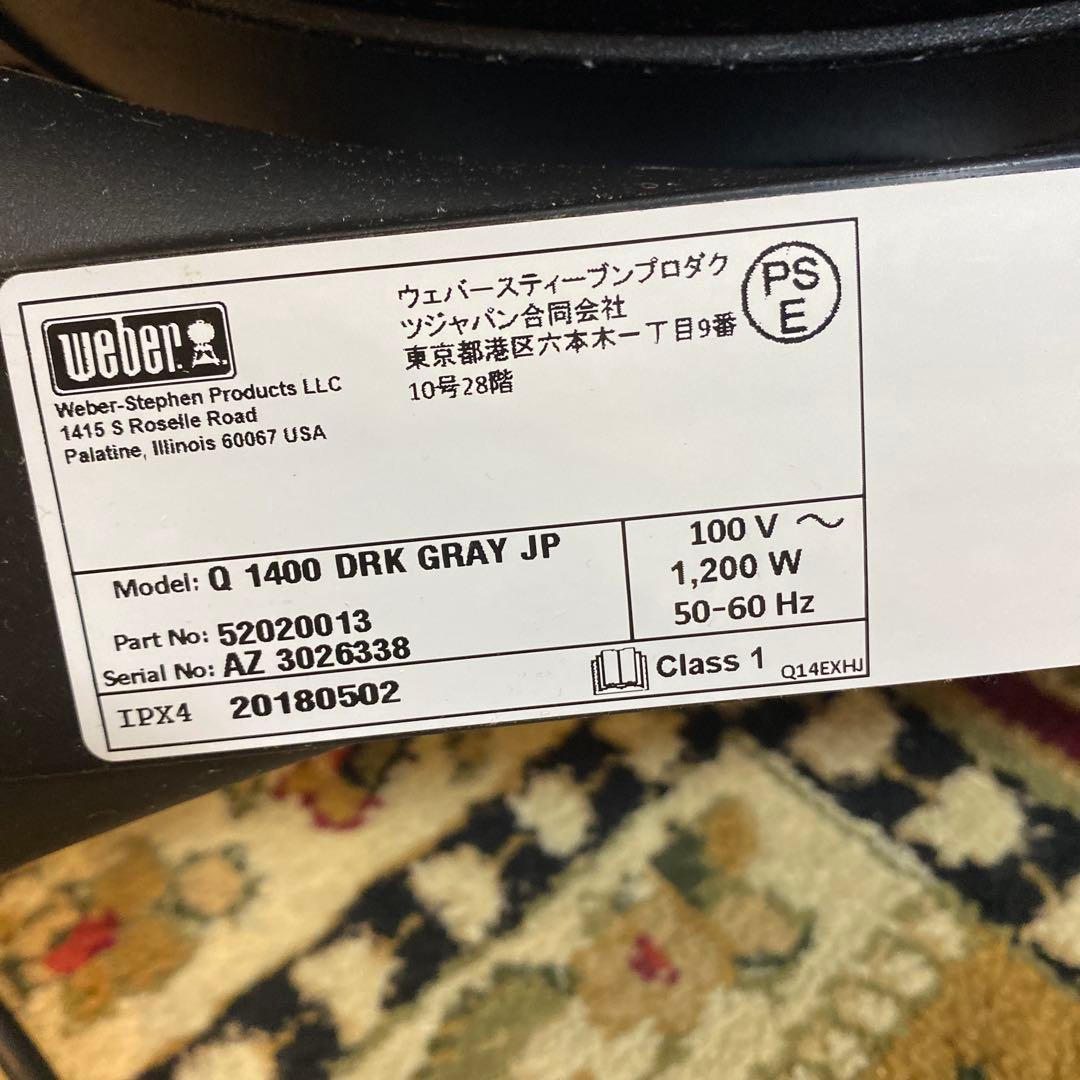 weber.
Weber-Stephen Products LLC
1415 S Roselle Road
Palatine, Illinois 60067 USA
ウェバースティーブンプロダク
ツジャパン合同会社
東京都港区六本木一丁目9番
10号28階
PS
E
Model: Q 1400 DRK GRAY JP
Part No: 52020013
Serial No: AZ 3026338
100 V ～
1,200 W
50-60 Hz
IPX4 20180502
Class 1 Q14EXHJ